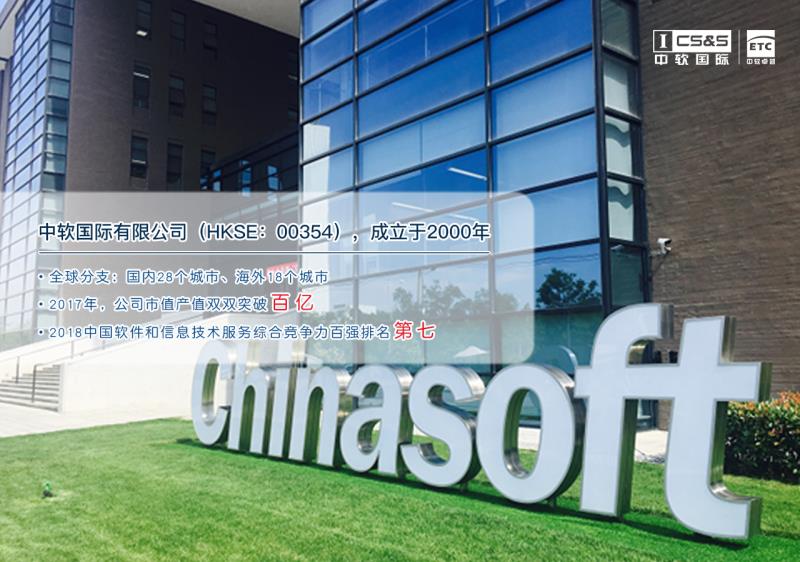 CS&S
中软国际
ETC
中软卓越
中软国际有限公司（HKSE：00354），成立于2000年
• 全球分支：国内28个城市、海外18个城市
• 2017年，公司市值产值双双突破百亿
• 2018中国软件和信息技术服务综合竞争力百强排名第七
chinasoft